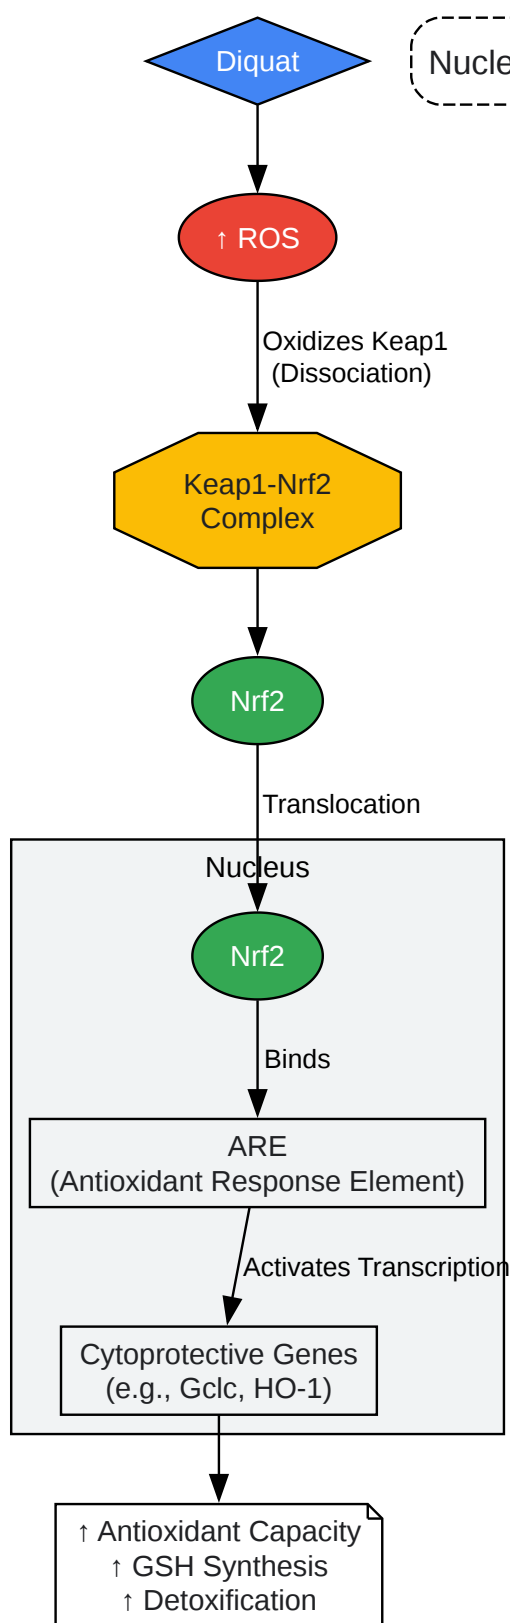 Diquat
Nucle
↑ ROS
Oxidizes Keap1
(Dissociation)
Keap1-Nrf2
Complex
Nrf2
Translocation
Nucleus
Nrf2
Binds
ARE
(Antioxidant Response Element)
Activates Transcription
Cytoprotective Genes
(e.g., Gclc, HO-1)
↑ Antioxidant Capacity
↑ GSH Synthesis
↑ Detoxification